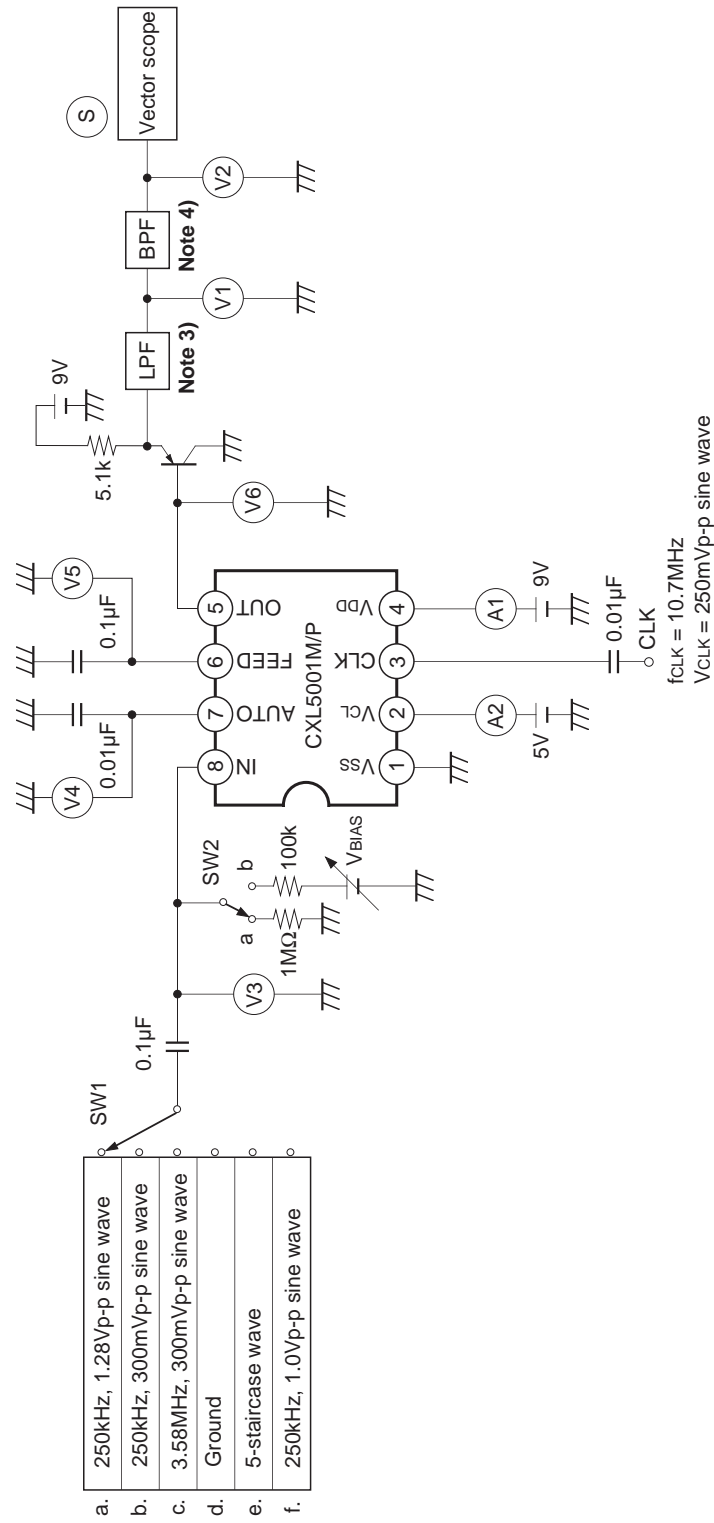 a. 250kHz, 1.28Vp-p sine wave
b. 250kHz, 300mVp-p sine wave
c. 3.58MHz, 300mVp-p sine wave
d. Ground
e. 5-staircase wave
f. 250kHz, 1.0Vp-p sine wave
SW1
0.1µF
V3
SW2
a
b
1MΩ
100k
VBIAS
V4
0.01µF
0.1µF
V5
8
7
6
5
IN
AUTO
FEED
OUT
CXL5001M/P
VSS
VCL
CLK
VDD
1
2
3
4
A2
5V
A1
9V
0.01µF
CLK
fCLK = 10.7MHz
VCLK = 250mVp-p sine wave
V6
5.1k
9V
LPF
Note 3)
V1
BPF
Note 4)
V2
S
Vector scope